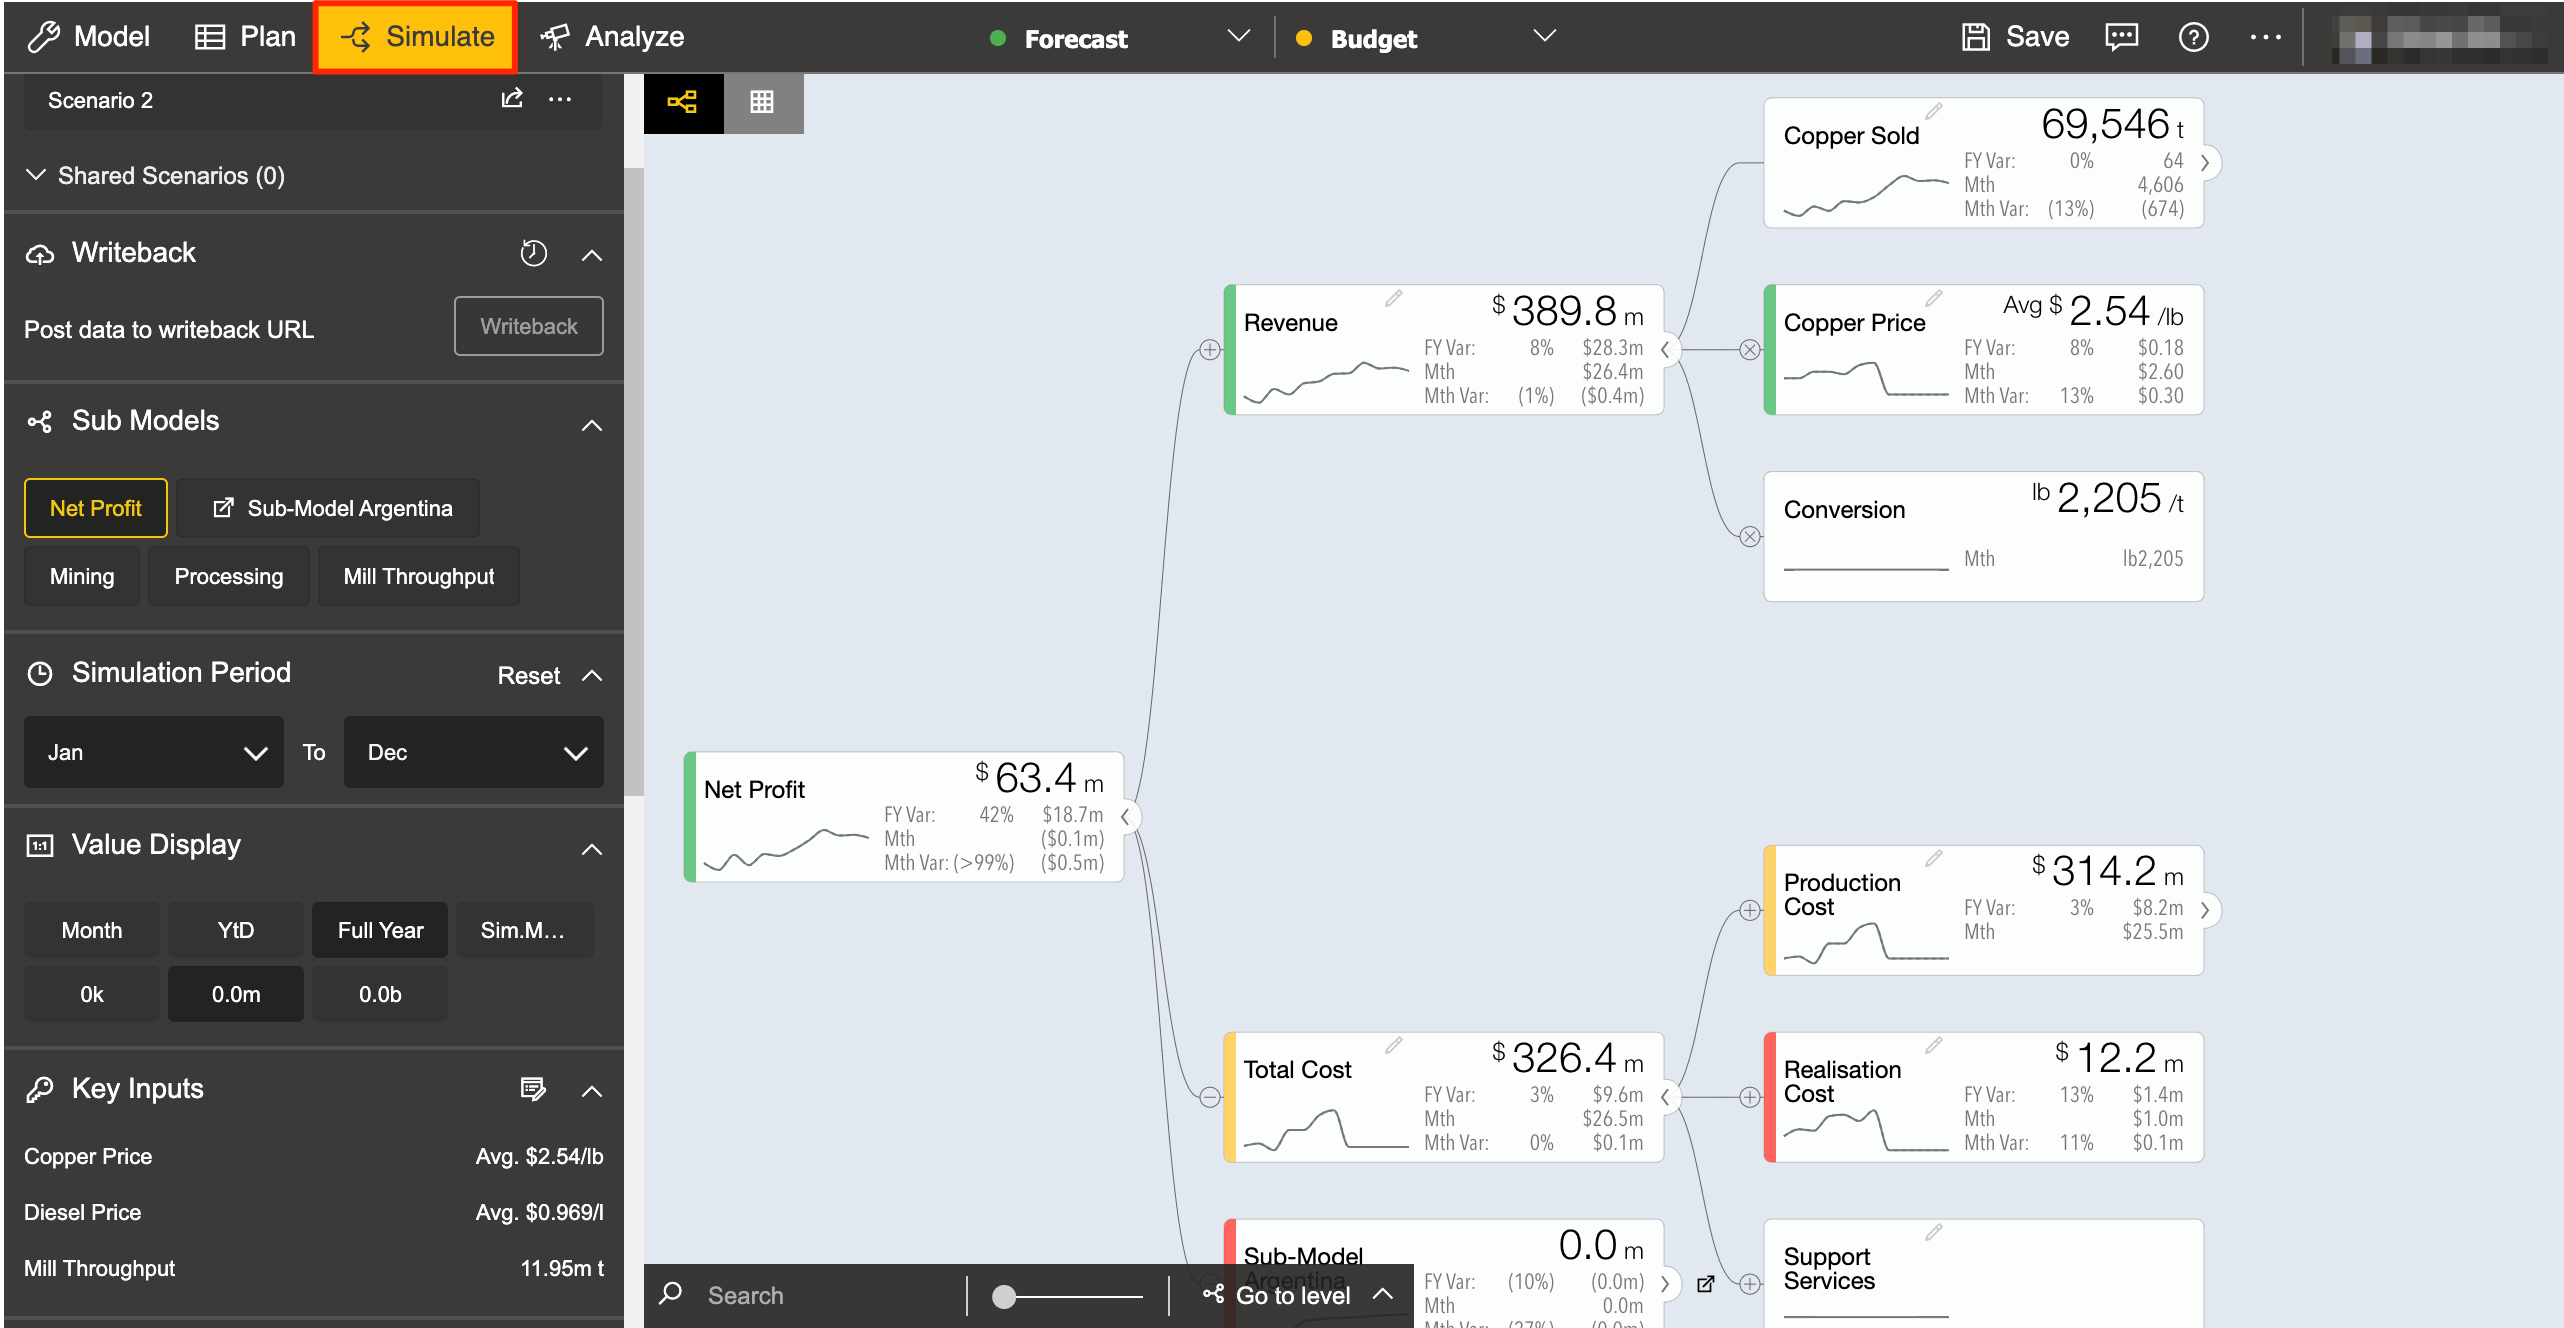 Model Plan Simulate Analyze Forecast Budget Save
Scenario 2
Shared Scenarios (0)
Writeback
Post data to writeback URL Writeback
Sub Models
Net Profit Sub-Model Argentina
Mining Processing Mill Throughput
Simulation Period Reset
Jan To Dec
Value Display
1:1
Month YtD Full Year Sim.M...
0k 0.0m 0.0b
Key Inputs
Copper Price Avg. $2.54/lb
Diesel Price Avg. $0.969/l
Mill Throughput 11.95m t
Net Profit $ 63.4 m
FY Var: 42% $18.7m
Mth ($0.1m)
Mth Var: (>99%) ($0.5m)
Revenue $ 389.8 m
FY Var: 8% $28.3m
Mth $26.4m
Mth Var: (1%) ($0.4m)
Total Cost $ 326.4 m
FY Var: 3% $9.6m
Mth $26.5m
Mth Var: 0% $0.1m
Sub-Model
Argentina
0.0 m
FY Var: (10%) (0.0m)
Mth 0.0m
Mth Var: (27%) (0.0m)
Copper Sold 69,546 t
FY Var: 0% 64
Mth 4,606
Mth Var: (13%) (674)
Copper Price Avg $ 2.54 /lb
FY Var: 8% $0.18
Mth $2.60
Mth Var: 13% $0.30
Conversion lb 2,205 /t
Mth lb2,205
Production
Cost
$ 314.2 m
FY Var: 3% $8.2m
Mth $25.5m
Realisation
Cost
$ 12.2 m
FY Var: 13% $1.4m
Mth $1.0m
Mth Var: 11% $0.1m
Support
Services
Search Go to level